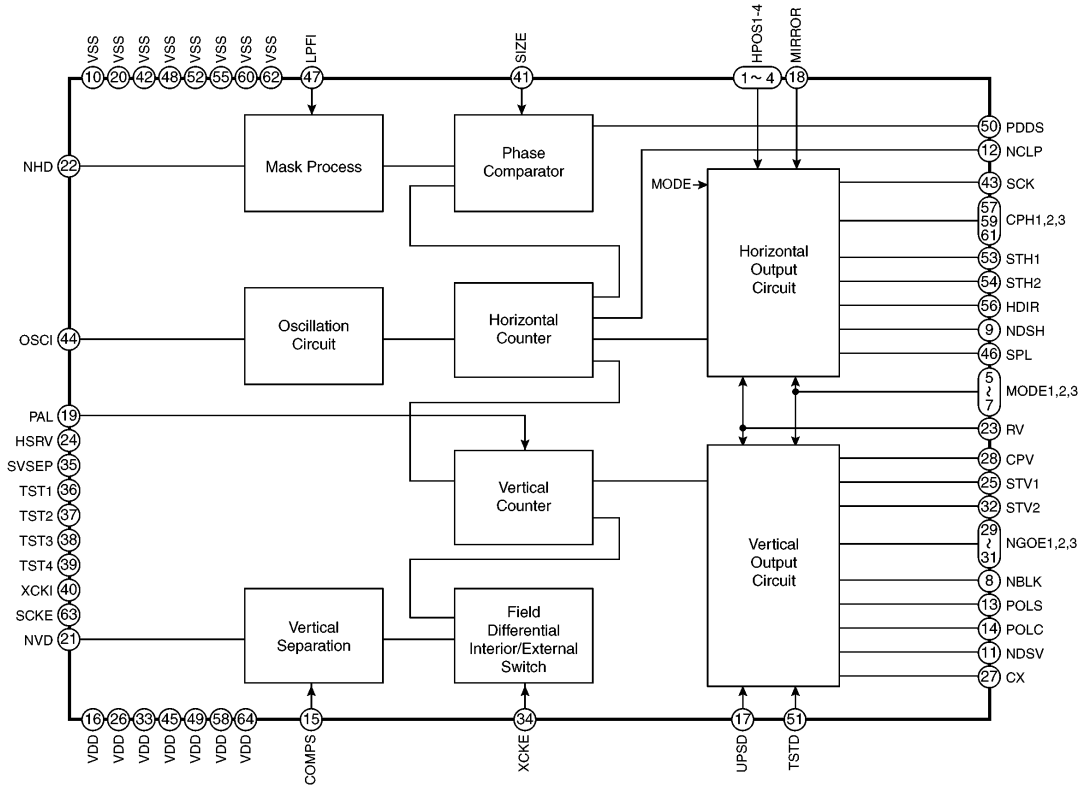 VSS VSS VSS VSS VSS VSS VSS VSS LPFI SIZE HPOS1-4 MIRROR
10 20 42 48 52 55 60 62 47 41 1 ~ 4 18
NHD 22
Mask Process
Phase
Comparator
50 PDDS
12 NCLP
MODE
43 SCK
57
59
61
CPH1,2,3
53 STH1
54 STH2
56 HDIR
9 NDSH
46 SPL
Horizontal
Output
Circuit
OSCI 44
Oscillation
Circuit
Horizontal
Counter
5
~
7
MODE1,2,3
23 RV
PAL 19
HSRV 24
SVSEP 35
TST1 36
TST2 37
TST3 38
TST4 39
XCKI 40
SCKE 63
NVD 21
Vertical
Counter
Vertical
Output
Circuit
28 CPV
25 STV1
32 STV2
29
~
31
NGOE1,2,3
8 NBLK
13 POLS
14 POLC
11 NDSV
27 CX
Vertical
Separation
Field
Differential
Interior/External
Switch
16 26 33 45 49 58 64 15 34 17 51
VDD VDD VDD VDD VDD VDD VDD COMPS XCKE UPSD TSTD